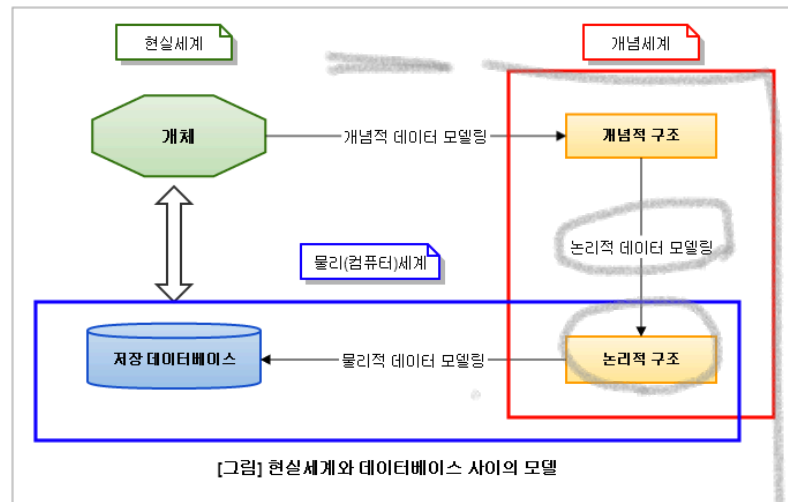 현실세계
개념세계
개체
개념적 데이터 모델링
개념적 구조
논리적 데이터 모델링
물리(컴퓨터)세계
저장 데이터베이스
물리적 데이터 모델링
논리적 구조
[그림] 현실세계와 데이터베이스 사이의 모델